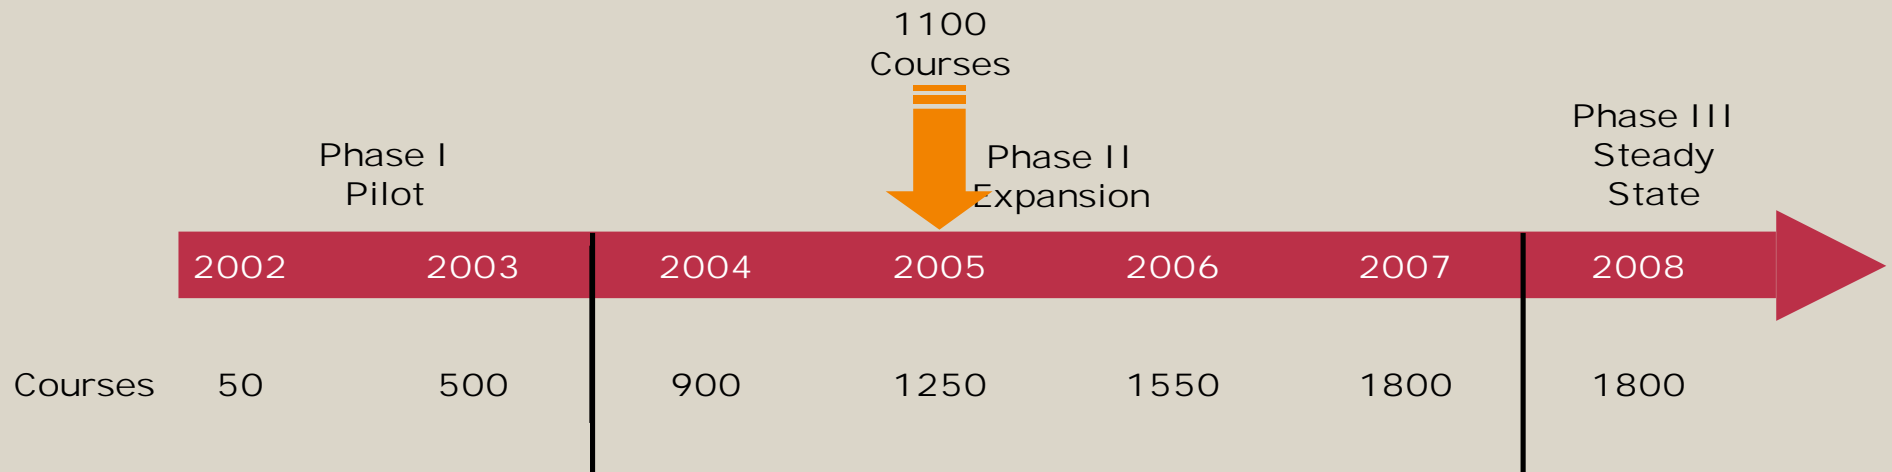 1100
Courses
Phase I
Pilot
Phase II
Expansion
Phase III
Steady
State
2002 2003 2004 2005 2006 2007 2008
Courses 50 500 900 1250 1550 1800 1800